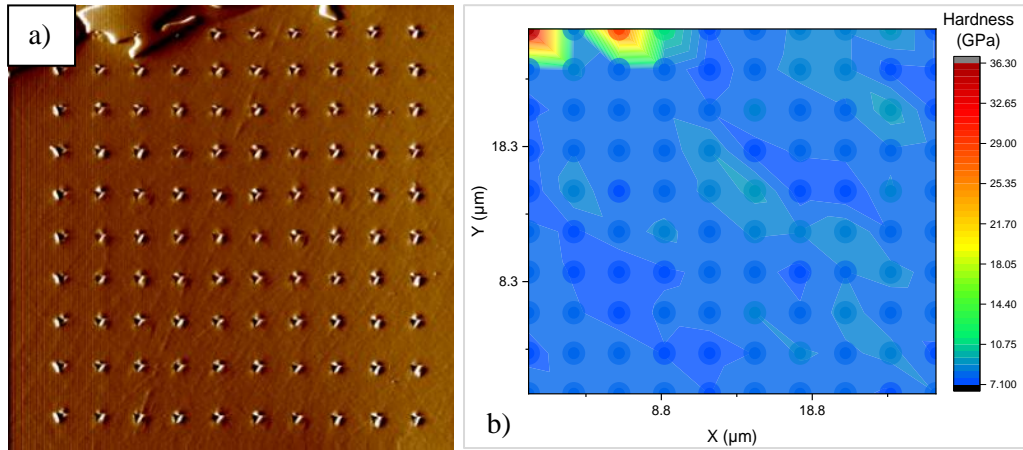 a)
Hardness
(GPa)
36.30
32.65
29.00
25.35
21.70
18.05
14.40
10.75
7.100
18.3
8.3
Y (µm)
8.8
18.8
X (µm)
b)